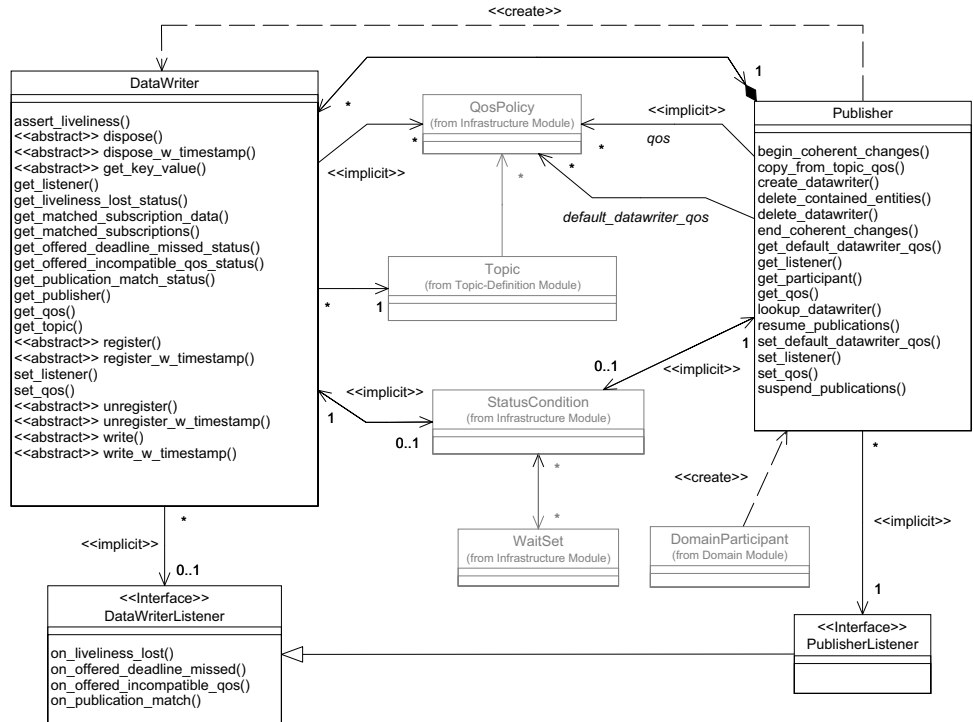 <<create>>
DataWriter
assert_liveliness()
<<abstract>> dispose()
<<abstract>> dispose_w_timestamp()
<<abstract>> get_key_value()
get_listener()
get_liveliness_lost_status()
get_matched_subscription_data()
get_matched_subscriptions()
get_offered_deadline_missed_status()
get_offered_incompatible_qos_status()
get_publication_match_status()
get_publisher()
get_qos()
get_topic()
<<abstract>> register()
<<abstract>> register_w_timestamp()
set_listener()
set_qos()
<<abstract>> unregister()
<<abstract>> unregister_w_timestamp()
<<abstract>> write()
<<abstract>> write_w_timestamp()
*
1
QosPolicy
(from Infrastructure Module)
*
*
*
*
<<implicit>>
<<implicit>>
qos
default_datawriter_qos
Publisher
begin_coherent_changes()
copy_from_topic_qos()
create_datawriter()
delete_contained_entities()
delete_datawriter()
end_coherent_changes()
get_default_datawriter_qos()
get_listener()
get_participant()
get_qos()
lookup_datawriter()
resume_publications()
set_default_datawriter_qos()
set_listener()
set_qos()
suspend_publications()
Topic
(from Topic-Definition Module)
*
1
1
0..1
<<implicit>>
<<implicit>>
1
0..1
StatusCondition
(from Infrastructure Module)
*
*
WaitSet
(from Infrastructure Module)
<<create>>
DomainParticipant
(from Domain Module)
*
<<implicit>>
1
*
<<implicit>>
0..1
<<Interface>>
DataWriterListener
on_liveliness_lost()
on_offered_deadline_missed()
on_offered_incompatible_qos()
on_publication_match()
<<Interface>>
PublisherListener